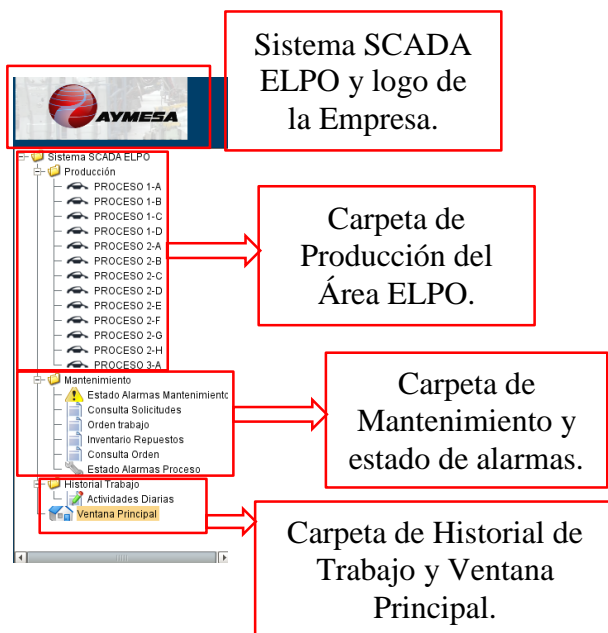 Sistema SCADA
ELPO y logo de
la Empresa.
AYMESA
Sistema SCADA ELPO
Producción
PROCESO 1-A
PROCESO 1-B
PROCESO 1-C
PROCESO 1-D
PROCESO 2-A
PROCESO 2-B
PROCESO 2-C
PROCESO 2-D
PROCESO 2-E
PROCESO 2-F
PROCESO 2-G
PROCESO 2-H
PROCESO 3-A
Carpeta de
Producción del
Área ELPO.
Mantenimiento
Estado Alarmas Mantenimiento
Consulta Solicitudes
Orden trabajo
Inventario Repuestos
Consulta Orden
Estado Alarmas Proceso
Carpeta de
Mantenimiento y
estado de alarmas.
Historial Trabajo
Actividades Diarias
Ventana Principal
Carpeta de Historial de
Trabajo y Ventana
Principal.